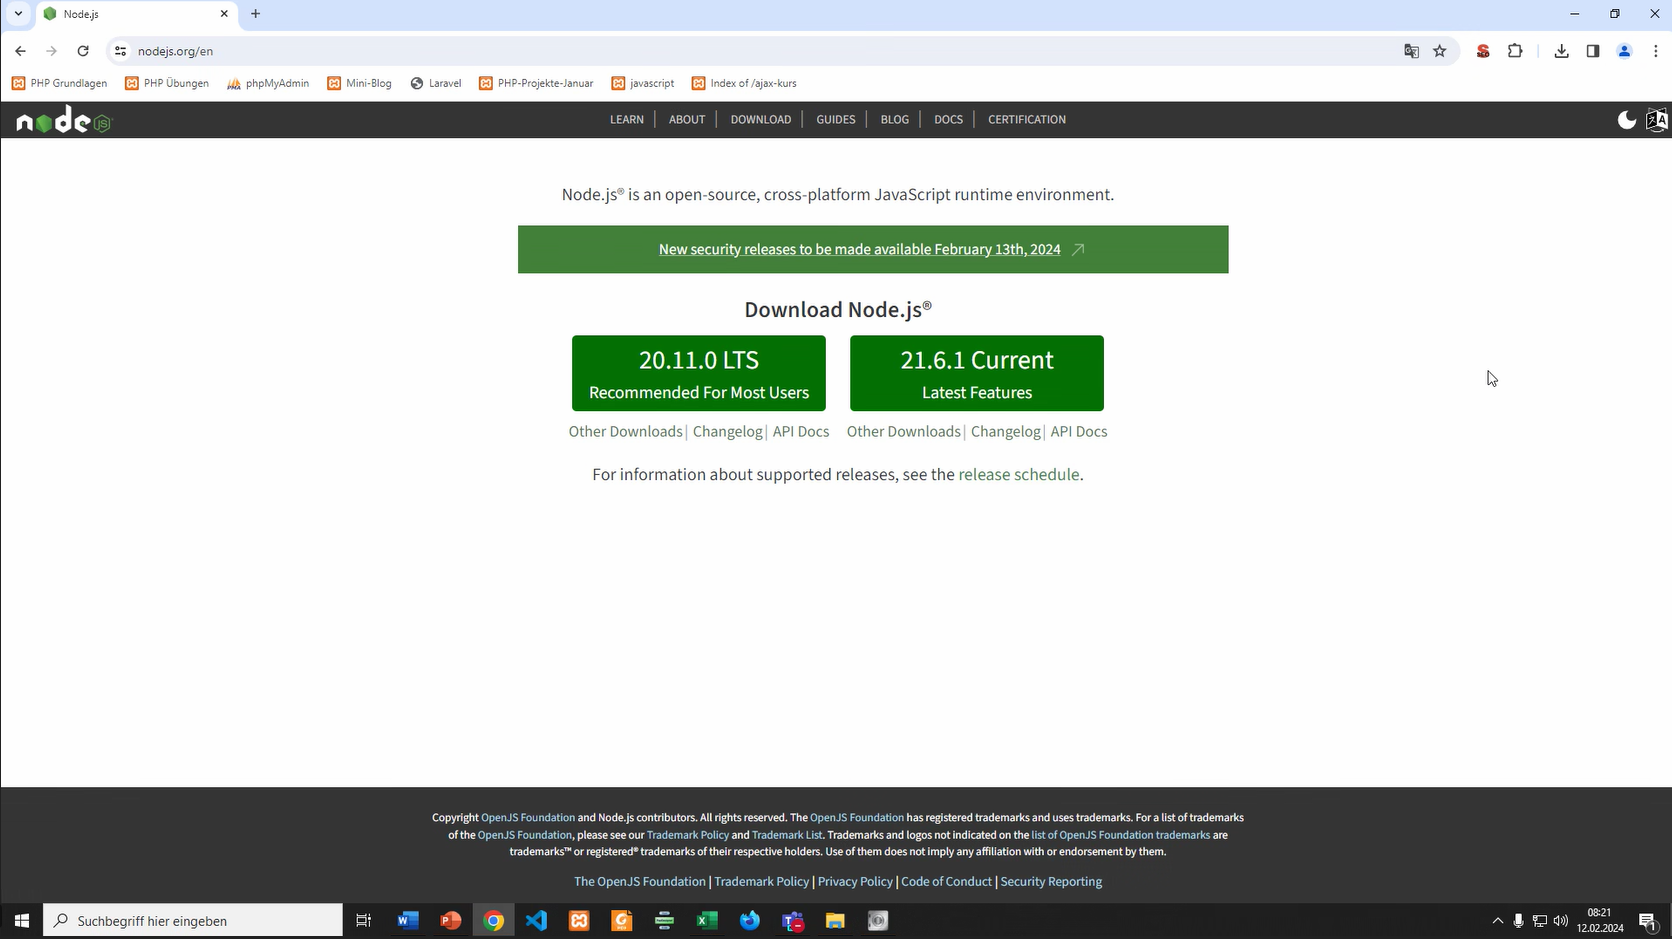 Node.js
nodejs.org/en
PHP Grundlagen
PHP Übungen
phpMyAdmin
Mini-Blog
Laravel
PHP-Projekte-Januar
javascript
Index of /ajax-kurs
node JS
LEARN
ABOUT
DOWNLOAD
GUIDES
BLOG
DOCS
CERTIFICATION
Node.js® is an open-source, cross-platform JavaScript runtime environment.
New security releases to be made available February 13th, 2024
Download Node.js®
20.11.0 LTS
Recommended For Most Users
21.6.1 Current
Latest Features
Other Downloads | Changelog | API Docs
Other Downloads | Changelog | API Docs
For information about supported releases, see the release schedule.
Copyright OpenJS Foundation and Node.js contributors. All rights reserved. The OpenJS Foundation has registered trademarks and uses trademarks. For a list of trademarks
of the OpenJS Foundation, please see our Trademark Policy and Trademark List. Trademarks and logos not indicated on the list of OpenJS Foundation trademarks are
trademarks™ or registered® trademarks of their respective holders. Use of them does not imply any affiliation with or endorsement by them.
The OpenJS Foundation | Trademark Policy | Privacy Policy | Code of Conduct | Security Reporting
Suchbegriff hier eingeben
08:21
12.02.2024